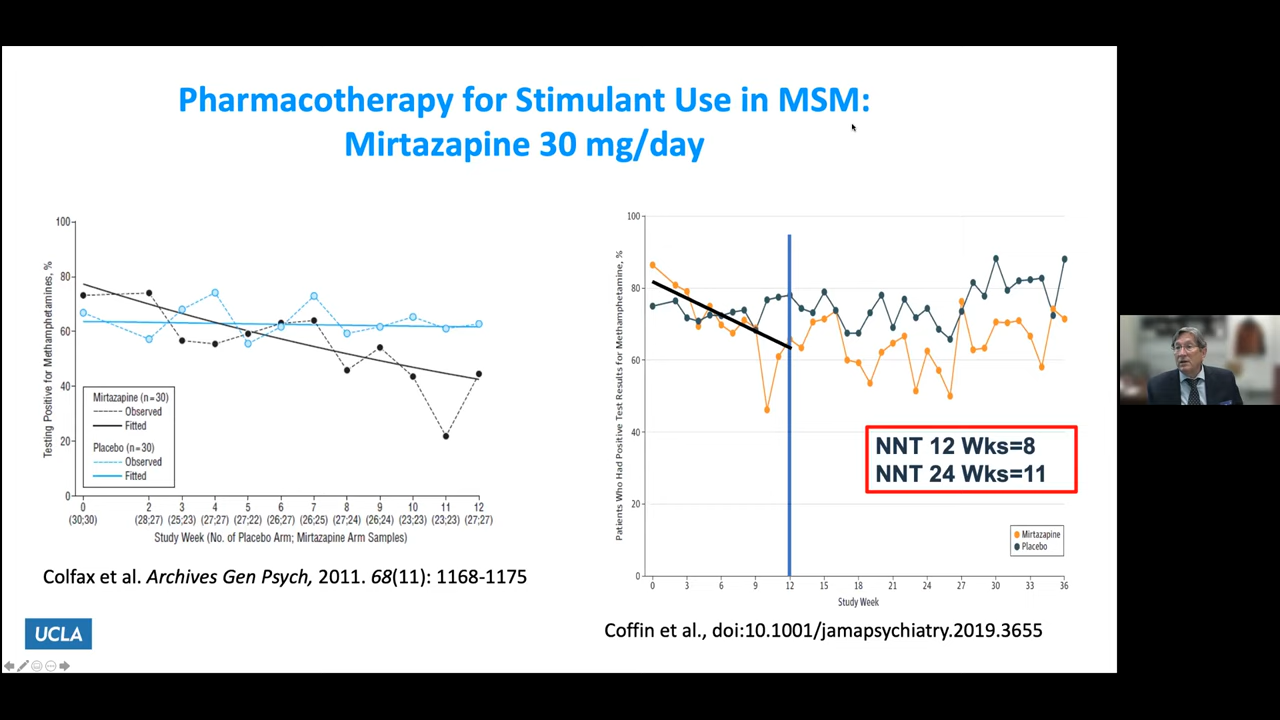 Pharmacotherapy for Stimulant Use in MSM:
Mirtazapine 30 mg/day
Testing Positive for Methamphetamines, %
100
80
60
40
20
0
Mirtazapine (n=30)
Observed
Fitted
Placebo (n=30)
Observed
Fitted
0 2 3 4 5 6 7 8 9 10 11 12
(30;30) (28;27) (25;23) (27;27) (27;22) (26;27) (26;25) (27;24) (26;24) (23;23) (23;23) (27;27)
Study Week (No. of Placebo Arm; Mirtazapine Arm Samples)
Colfax et al. Archives Gen Psych, 2011. 68(11): 1168-1175
Patients Who Had Positive Test Results for Methamphetamine, %
100
80
60
40
20
0
NNT 12 Wks=8
NNT 24 Wks=11
Mirtazapine
Placebo
0 3 6 9 12 15 18 21 24 27 30 33 36
Study Week
Coffin et al., doi:10.1001/jamapsychiatry.2019.3655
UCLA